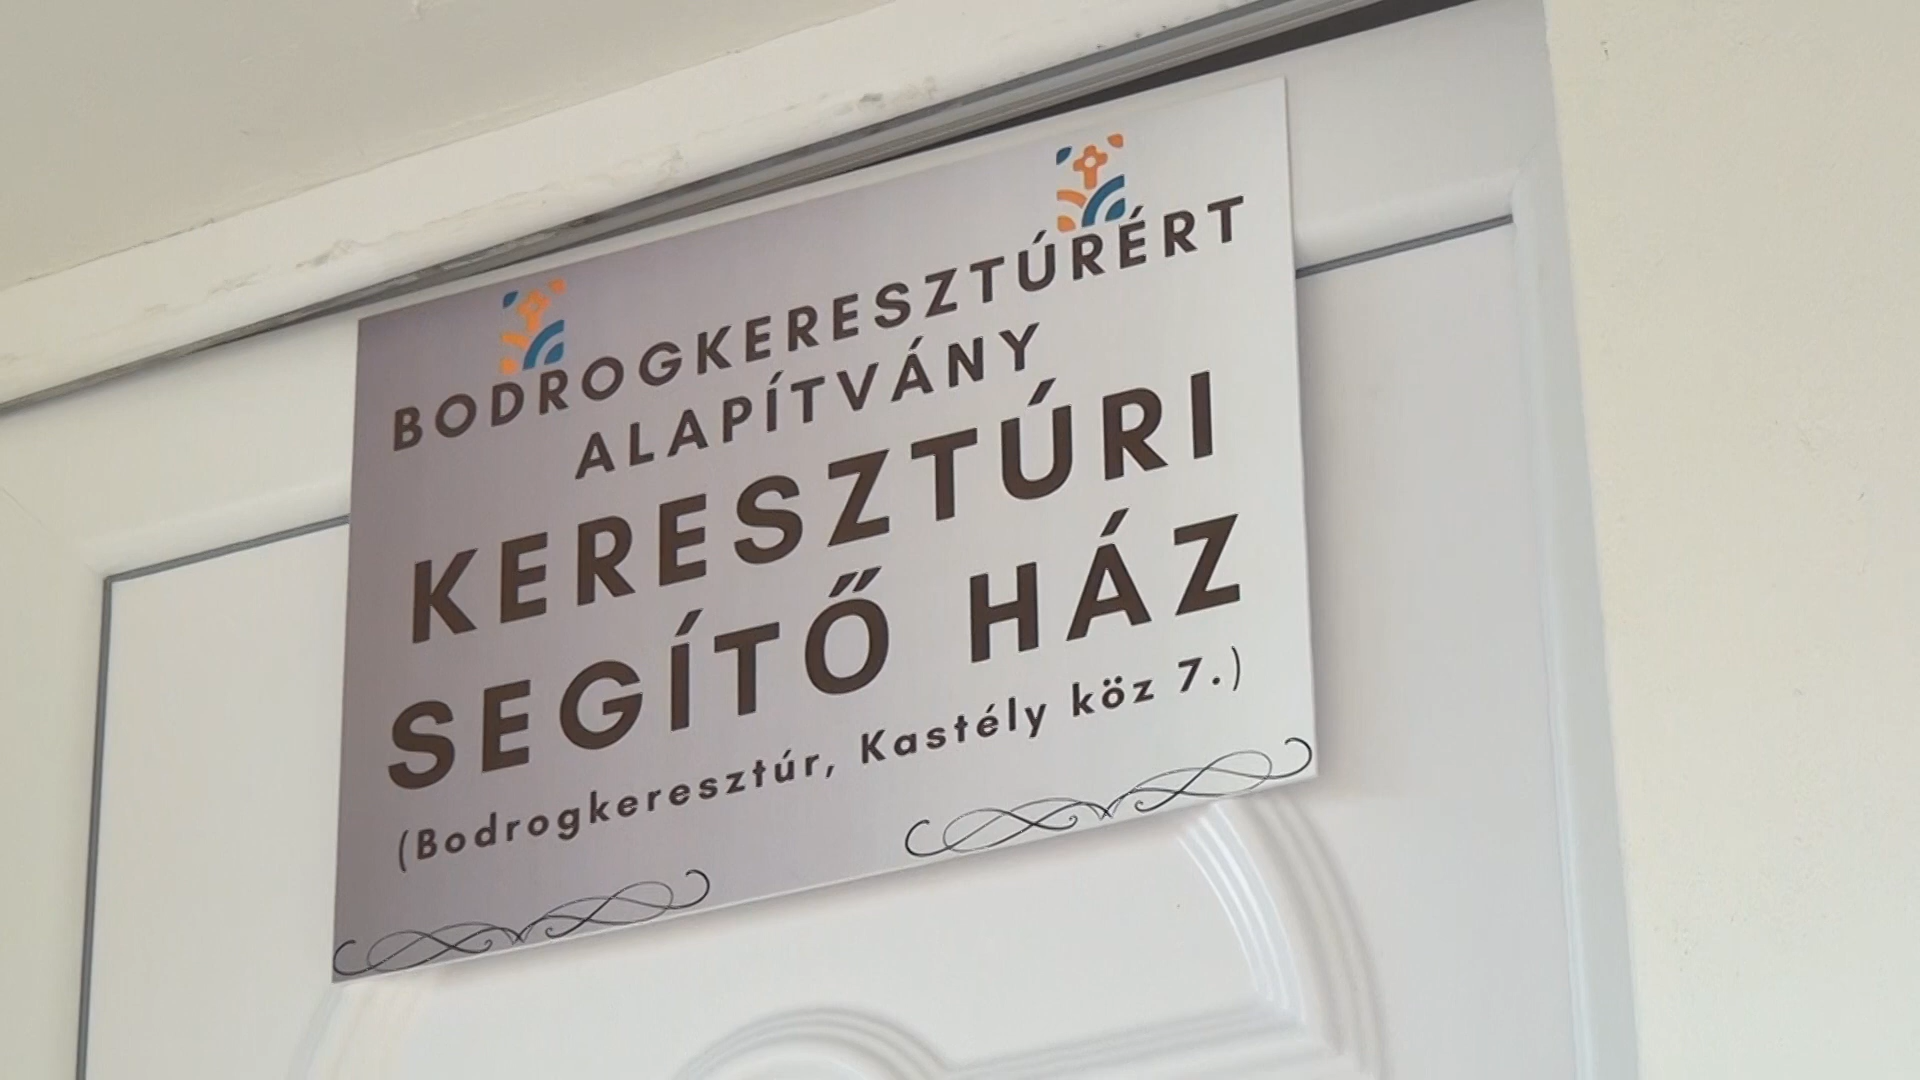 BODROGKERESZTÚRÉRT
ALAPÍTVÁNY
KERESZTÚRI
SEGÍTŐ HÁZ
(Bodrogkeresztúr, Kastély köz 7.)